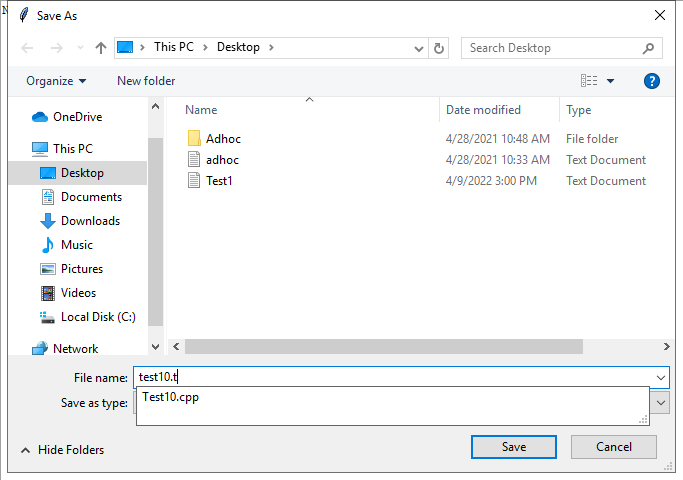 Save As
This PC
Desktop
Search Desktop
Organize
New folder
Name
Date modified
Type
OneDrive
This PC
Desktop
Documents
Downloads
Music
Pictures
Videos
Local Disk (C:)
Network
Adhoc 4/28/2021 10:48 AM File folder
adhoc 4/28/2021 10:33 AM Text Document
Test1 4/9/2022 3:00 PM Text Document
File name: test10.t
Save as type:
Test10.cpp
Hide Folders
Save
Cancel